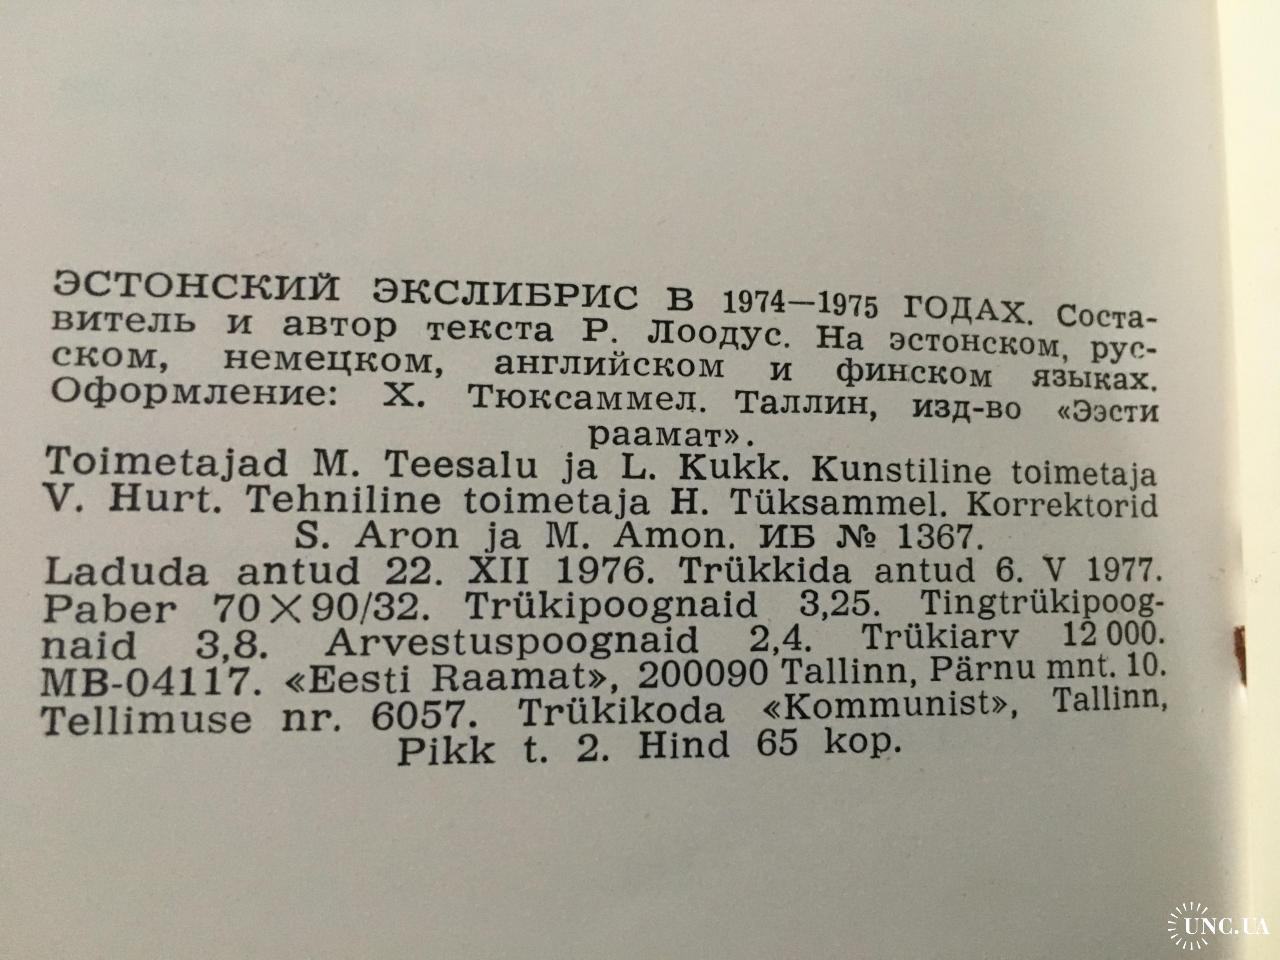 ЭСТОНСКИЙ ЭКСЛИБРИС В 1974—1975 ГОДАХ. Соста-
витель и автор текста Р. Лоодус. На эстонском, рус-
ском, немецком, английском и финском языках.
Оформление: Х. Тюксаммел. Таллин, изд-во «Ээсти
раамат».
Toimetajad M. Teesalu ja L. Kukk. Kunstiline toimetaja
V. Hurt. Tehniline toimetaja H. Tüksammel. Korrektorid
S. Aron ja M. Amon. ИБ № 1367.
Laduda antud 22. XII 1976. Trükkida antud 6. V 1977.
Paber 70×90/32. Trükipoognaid 3,25. Tingtrükipoog-
naid 3,8. Arvestuspoognaid 2,4. Trükiarv 12 000.
MB-04117. «Eesti Raamat», 200090 Tallinn, Pärnu mnt. 10.
Tellimuse nr. 6057. Trükikoda «Kommunist», Tallinn,
Pikk t. 2. Hind 65 kop.
UNC.UA